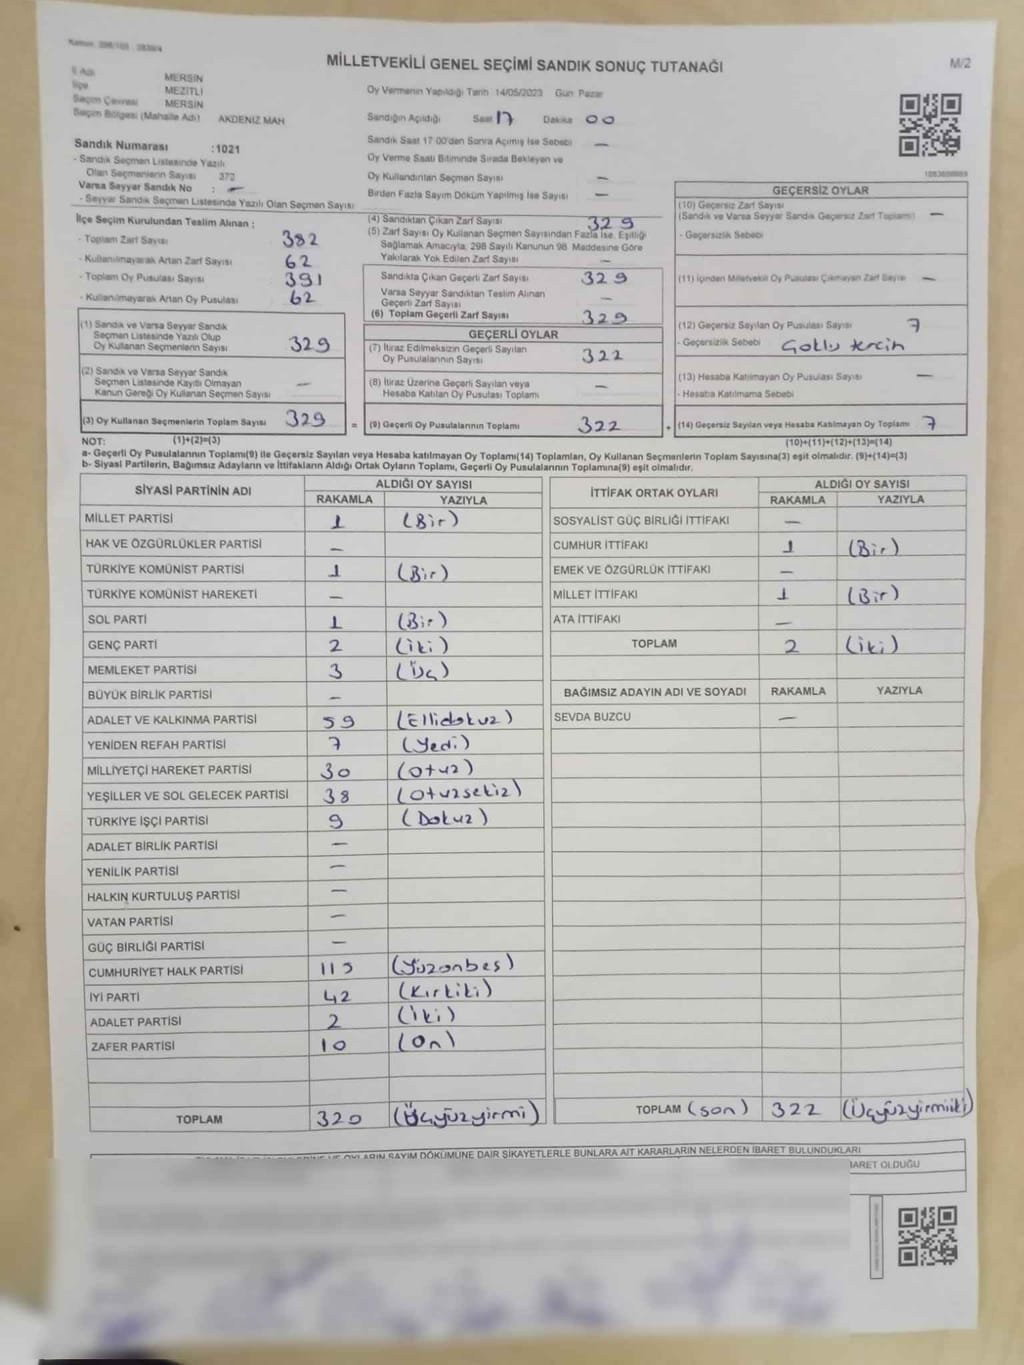 Kanun: 298/105 : 2839/4
MİLLETVEKİLİ GENEL SEÇİMİ SANDIK SONUÇ TUTANAĞI
M/2
İl Adı MERSİN
İlçe MEZİTLİ
Seçim Çevresi MERSİN
Seçim Bölgesi (Mahalle Adı) AKDENİZ MAH
Oy Vermenin Yapıldığı Tarih 14/05/2023 Gün: Pazar
Sandığın Açıldığı Saat 17 Dakika 00
Sandık Saat 17:00'den Sonra Açımış İse Sebebi —
Oy Verme Saati Bitiminde Sırada Bekleyen ve
Oy Kullandırılan Seçmen Sayısı —
Birden Fazla Sayım Döküm Yapılmış İse Sayısı —
Sandık Numarası :1021
- Sandık Seçmen Listesinde Yazılı
Olan Seçmenlerin Sayısı 372
Varsa Seyyar Sandık No : —
- Seyyar Sandık Seçmen Listesinde Yazılı Olan Seçmen Sayısı
İlçe Seçim Kurulundan Teslim Alınan :
- Toplam Zarf Sayısı 382
- Kullanılmayarak Artan Zarf Sayısı 62
- Toplam Oy Pusulası 391
- Kullanılmayarak Artan Oy Pusulası 62
(1) Sandık ve Varsa Seyyar Sandık
Seçmen Listesinde Yazılı Olup
Oy Kullanan Seçmenlerin Sayısı 329
(2) Sandık ve Varsa Seyyar Sandık
Seçmen Listesinde Kayıtlı Olmayan
Kanun Gereği Oy Kullanan Seçmen Sayısı —
(3) Oy Kullanan Seçmenlerin Toplam Sayısı 329 =
(4) Sandıktan Çıkan Zarf Sayısı 329
(5) Zarf Sayısı Oy Kullanan Seçmen Sayısından Fazla İse, Eşitliği
Sağlamak Amacıyla, 298 Sayılı Kanunun 98. Maddesine Göre
Yakılarak Yok Edilen Zarf Sayısı —
Sandıkta Çıkan Geçerli Zarf Sayısı 329
Varsa Seyyar Sandıktan Teslim Alınan
Geçerli Zarf Sayısı —
(6) Toplam Geçerli Zarf Sayısı 329
GEÇERLİ OYLAR
(7) İtiraz Edilmeksizin Geçerli Sayılan
Oy Pusulalarının Sayısı 322
(8) İtiraz Üzerine Geçerli Sayılan veya
Hesaba Katılan Oy Pusulası Toplamı —
(9) Geçerli Oy Pusulalarının Toplamı 322 +
GEÇERSİZ OYLAR
(10) Geçersiz Zarf Sayısı
(Sandık ve Varsa Seyyar Sandık Geçersiz Zarf Toplamı) —
- Geçersizlik Sebebi
(11) İçinden Milletvekili Oy Pusulası Çıkmayan Zarf Sayısı —
(12) Geçersiz Sayılan Oy Pusulası Sayısı 7
- Geçersizlik Sebebi Çoklu tercih
(13) Hesaba Katılmayan Oy Pusulası Sayısı —
- Hesaba Katılmama Sebebi
(14) Geçersiz Sayılan veya Hesaba Katılmayan Oy Toplamı 7
NOT: (1)+(2)=(3) (10)+(11)+(12)+(13)=(14)
a- Geçerli Oy Pusulalarının Toplamı(9) ile Geçersiz Sayılan veya Hesaba katılmayan Oy Toplamı(14) Toplamları, Oy Kullanan Seçmenlerin Toplam Sayısına(3) eşit olmalıdır. (9)+(14)=(3)
b- Siyasi Partilerin, Bağımsız Adayların ve İttifakların Aldığı Ortak Oyların Toplamı, Geçerli Oy Pusulalarının Toplamına(9) eşit olmalıdır.
SİYASİ PARTİNİN ADI ALDIĞI OY SAYISI
RAKAMLA YAZIYLA
MİLLET PARTİSİ 1 (Bir)
HAK VE ÖZGÜRLÜKLER PARTİSİ —
TÜRKİYE KOMÜNİST PARTİSİ 1 (Bir)
TÜRKİYE KOMÜNİST HAREKETİ —
SOL PARTİ 1 (Bir)
GENÇ PARTİ 2 (İki)
MEMLEKET PARTİSİ 3 (Üç)
BÜYÜK BİRLİK PARTİSİ —
ADALET VE KALKINMA PARTİSİ 59 (Ellidokuz)
YENİDEN REFAH PARTİSİ 7 (Yedi)
MİLLİYETÇİ HAREKET PARTİSİ 30 (Otuz)
YEŞİLLER VE SOL GELECEK PARTİSİ 38 (Otuzsekiz)
TÜRKİYE İŞÇİ PARTİSİ 9 (Dokuz)
ADALET BİRLİK PARTİSİ —
YENİLİK PARTİSİ —
HALKIN KURTULUŞ PARTİSİ —
VATAN PARTİSİ —
GÜÇ BİRLİĞİ PARTİSİ —
CUMHURİYET HALK PARTİSİ 115 (Yüzonbeş)
İYİ PARTİ 42 (Kırkiki)
ADALET PARTİSİ 2 (İki)
ZAFER PARTİSİ 10 (On)
TOPLAM 320 (Üçyüzyirmi)
İTTİFAK ORTAK OYLARI ALDIĞI OY SAYISI
RAKAMLA YAZIYLA
SOSYALİST GÜÇ BİRLİĞİ İTTİFAKI —
CUMHUR İTTİFAKI 1 (Bir)
EMEK VE ÖZGÜRLÜK İTTİFAKI —
MİLLET İTTİFAKI 1 (Bir)
ATA İTTİFAKI —
TOPLAM 2 (İki)
BAĞIMSIZ ADAYIN ADI VE SOYADI RAKAMLA YAZIYLA
SEVDA BUZCU —
TOPLAM (son) 322 (Üçyüzyirmiiki)
OYLARIN SAYIM DÖKÜMÜNE DAİR ŞİKAYETLERLE BUNLARA AİT KARARLARIN NELERDEN İBARET BULUNDUKLARI
BARET OLDUĞU